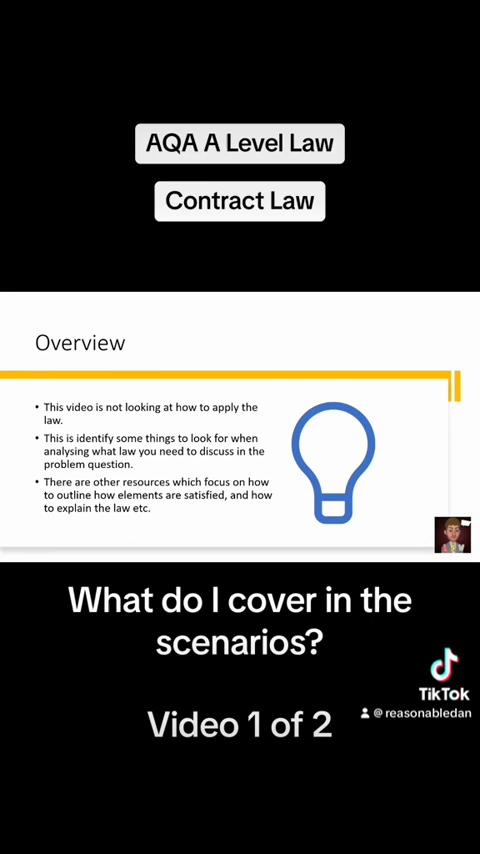 AQA A Level Law
Contract Law
Overview
• This video is not looking at how to apply the
law.
• This is identify some things to look for when
analysing what law you need to discuss in the
problem question.
• There are other resources which focus on how
to outline how elements are satisfied, and how
to explain the law etc.
What do I cover in the
scenarios?
TikTok
Video 1 of 2
@reasonabledan